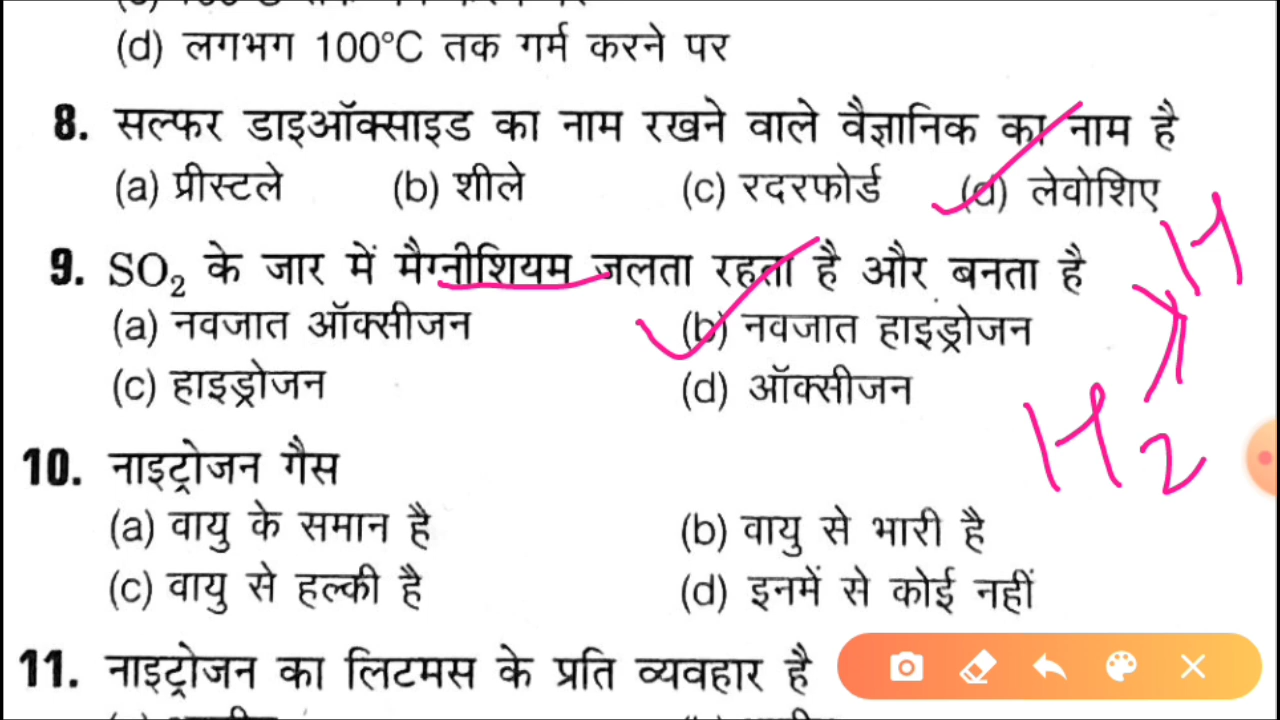 (d) लगभग 100°C तक गर्म करने पर
8. सल्फर डाइऑक्साइड का नाम रखने वाले वैज्ञानिक का नाम है
(a) प्रीस्टले (b) शीले (c) रदरफोर्ड (d) लेवोशिए
9. SO₂ के जार में मैग्नीशियम जलता रहता है और बनता है
(a) नवजात ऑक्सीजन (b) नवजात हाइड्रोजन
(c) हाइड्रोजन (d) ऑक्सीजन
H
H2
10. नाइट्रोजन गैस
(a) वायु के समान है (b) वायु से भारी है
(c) वायु से हल्की है (d) इनमें से कोई नहीं
11. नाइट्रोजन का लिटमस के प्रति व्यवहार है